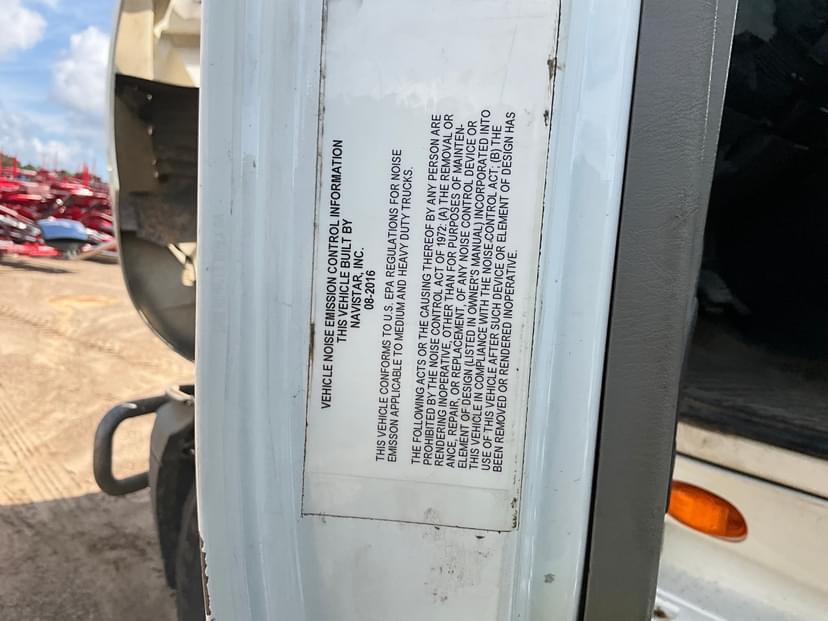 VEHICLE NOISE EMISSION CONTROL INFORMATION
THIS VEHICLE BUILT BY
NAVISTAR, INC.
08-2016
THIS VEHICLE CONFORMS TO U.S. EPA REGULATIONS FOR NOISE
EMISSON APPLICABLE TO MEDIUM AND HEAVY DUTY TRUCKS.
THE FOLLOWING ACTS OR THE CAUSING THEREOF BY ANY PERSON ARE
PROHIBITED BY THE NOISE CONTROL ACT OF 1972: (A) THE REMOVAL OR
RENDERING INOPERATIVE, OTHER THAN FOR PURPOSES OF MAINTEN-
ANCE, REPAIR, OR REPLACEMENT, OF ANY NOISE CONTROL DEVICE OR
ELEMENT OF DESIGN (LISTED IN OWNER'S MANUAL) INCORPORATED INTO
THIS VEHICLE IN COMPLIANCE WITH THE NOISE CONTROL ACT; (B) THE
USE OF THIS VEHICLE AFTER SUCH DEVICE OR ELEMENT OF DESIGN HAS
BEEN REMOVED OR RENDERED INOPERATIVE.